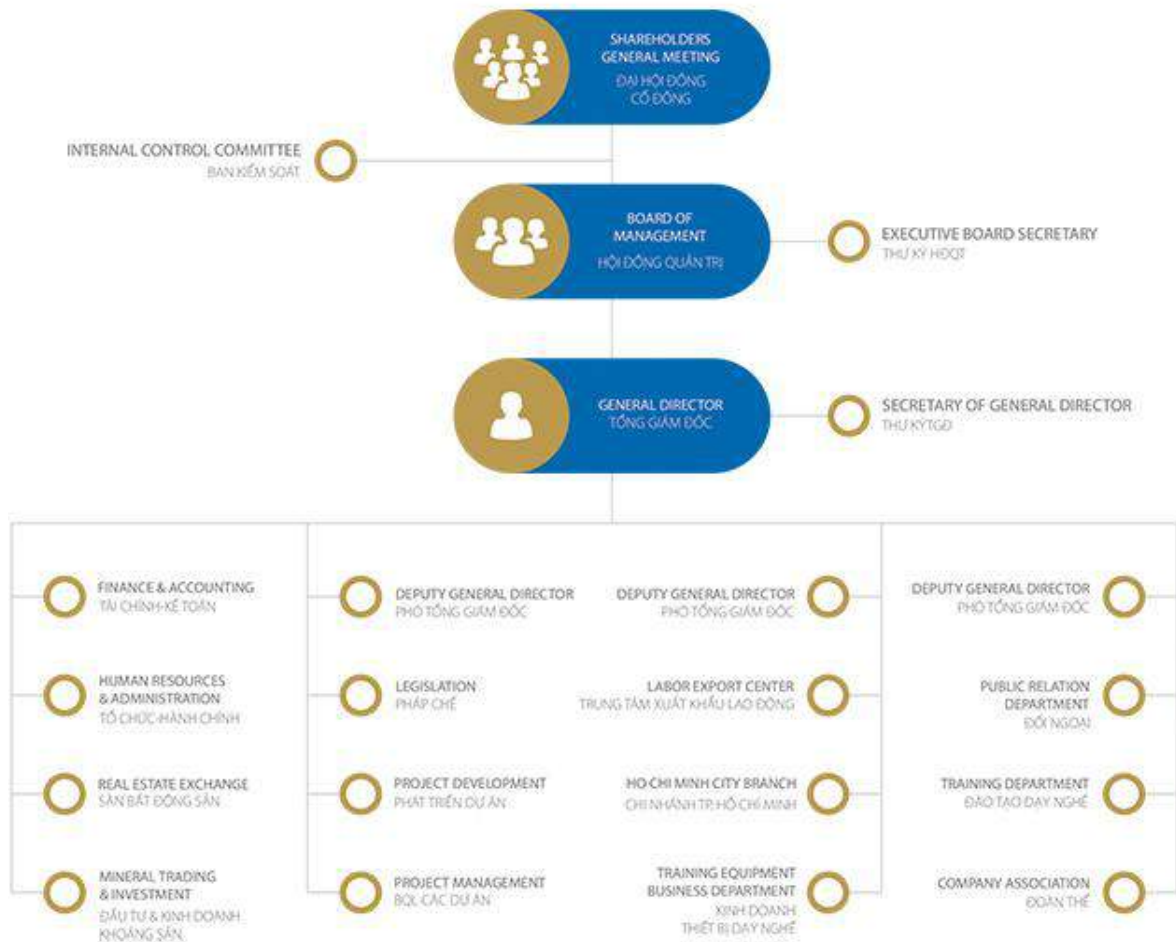 SHAREHOLDERS
GENERAL MEETING
ĐẠI HỘI ĐỒNG
CỔ ĐÔNG
INTERNAL CONTROL COMMITTEE
BAN KIỂM SOÁT
BOARD OF
MANAGEMENT
HỘI ĐỒNG QUẢN TRỊ
EXECUTIVE BOARD SECRETARY
THƯ KÝ HĐQT
GENERAL DIRECTOR
TỔNG GIÁM ĐỐC
SECRETARY OF GENERAL DIRECTOR
THƯ KÝTGĐ
FINANCE & ACCOUNTING
TÀI CHÍNH-KẾ TOÁN
HUMAN RESOURCES
& ADMINISTRATION
TỔ CHỨC-HÀNH CHÍNH
REAL ESTATE EXCHANGE
SÀN BẤT ĐỘNG SẢN
MINERAL TRADING
& INVESTMENT
ĐẦU TƯ & KINH DOANH
KHOÁNG SẢN
DEPUTY GENERAL DIRECTOR
PHÓ TỔNG GIÁM ĐỐC
LEGISLATION
PHÁP CHẾ
PROJECT DEVELOPMENT
PHÁT TRIỂN DỰ ÁN
PROJECT MANAGEMENT
BQL CÁC DỰ ÁN
DEPUTY GENERAL DIRECTOR
PHÓ TỔNG GIÁM ĐỐC
LABOR EXPORT CENTER
TRUNG TÂM XUẤT KHẨU LAO ĐỘNG
HO CHI MINH CITY BRANCH
CHI NHÁNH TP. HỒ CHÍ MINH
TRAINING EQUIPMENT
BUSINESS DEPARTMENT
KINH DOANH
THIẾT BỊ DẠY NGHỀ
DEPUTY GENERAL DIRECTOR
PHÓ TỔNG GIÁM ĐỐC
PUBLIC RELATION
DEPARTMENT
ĐỐI NGOẠI
TRAINING DEPARTMENT
ĐÀO TẠO DẠY NGHỀ
COMPANY ASSOCIATION
ĐOÀN THỂ